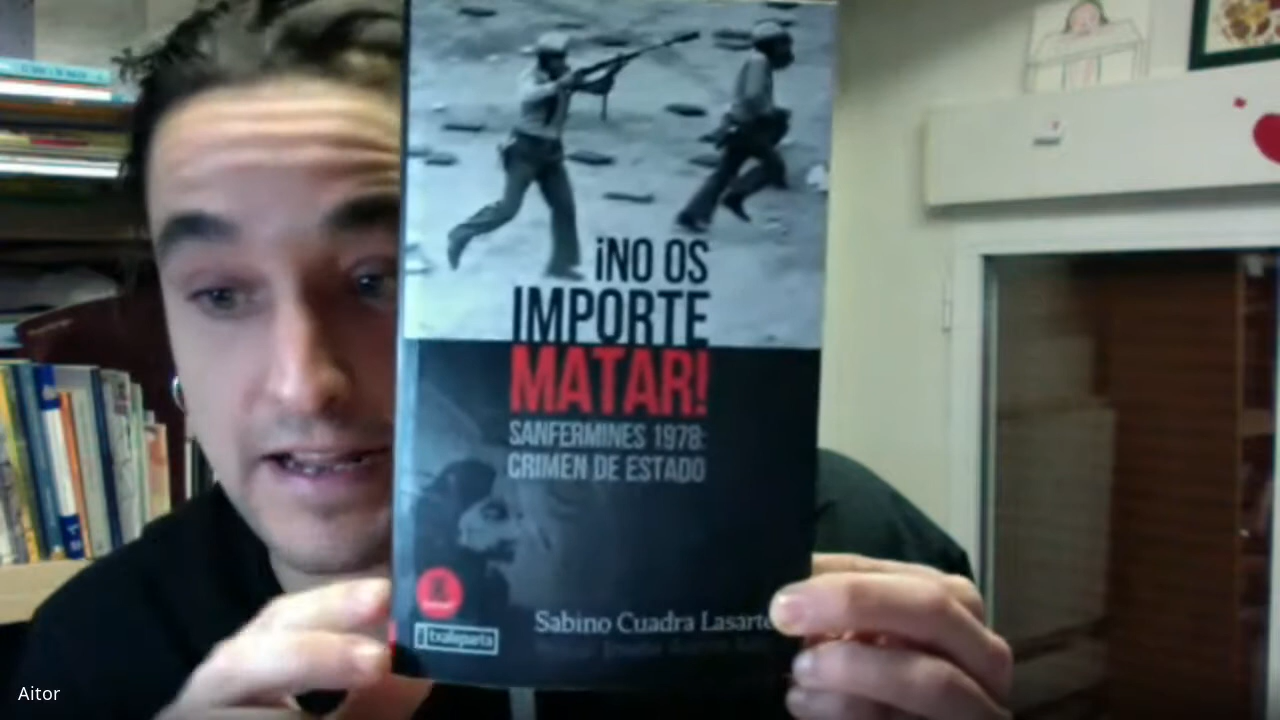 ¡NO OS
IMPORTE
MATAR!
SANFERMINES 1978:
CRIMEN DE ESTADO
Sabino Cuadra Lasarte
txalaparta
Aitor